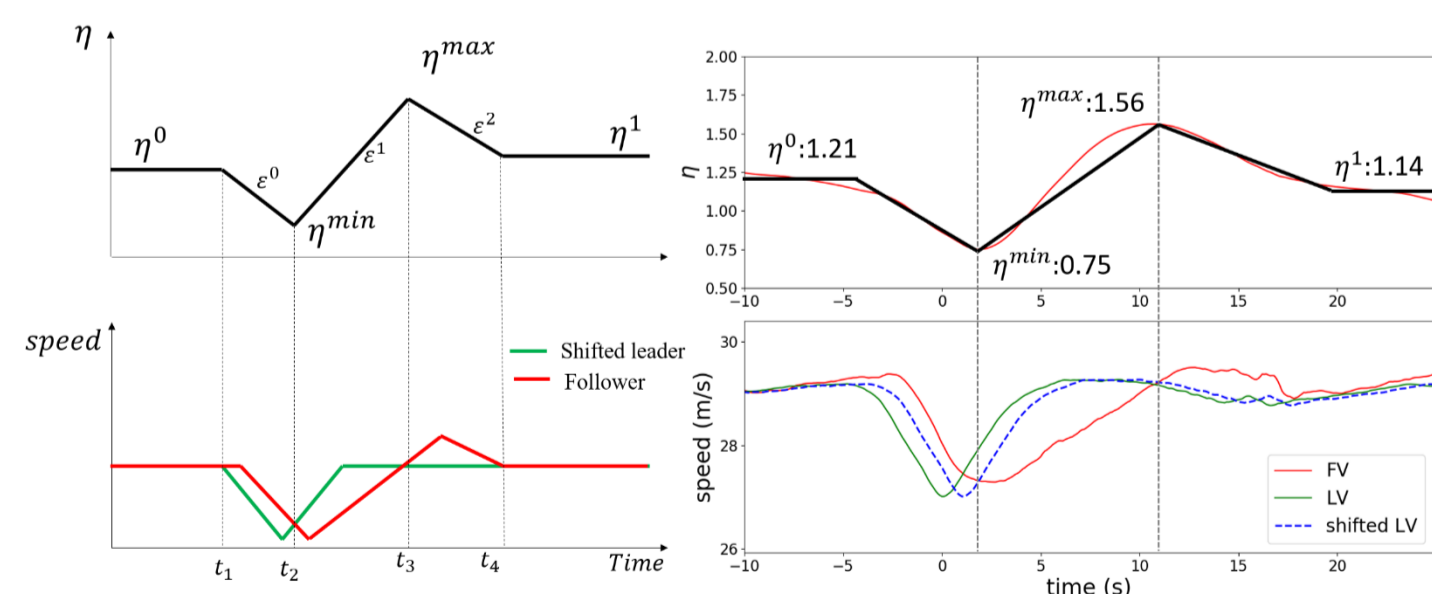 η
η^max
η^0
ε^0
ε^1
ε^2
η^1
η^min
speed
Shifted leader
Follower
t_1
t_2
t_3
t_4
Time
2.00
1.75
1.50
1.25
1.00
0.75
0.50
η
η^max:1.56
η^0:1.21
η^1:1.14
η^min:0.75
−10
−5
0
5
10
15
20
30
28
26
speed (m/s)
FV
LV
shifted LV
−10
−5
0
5
10
15
20
time (s)